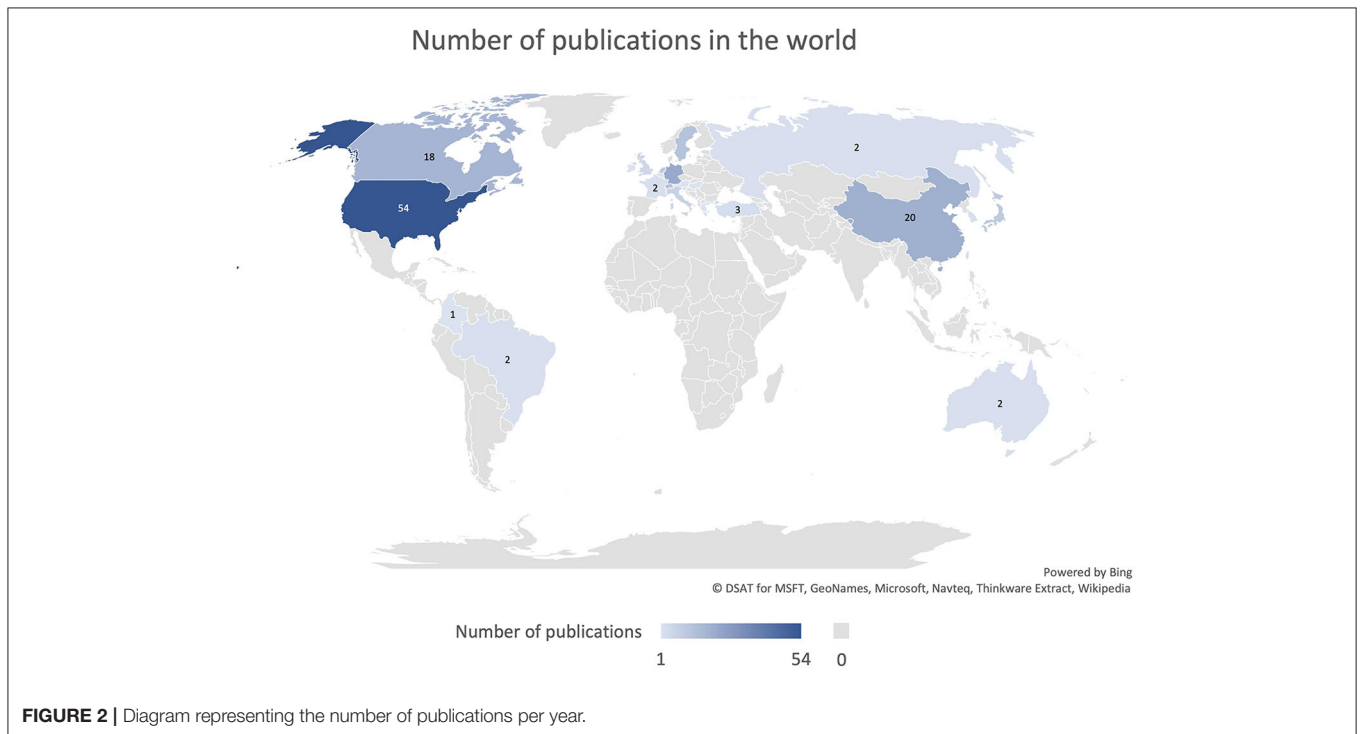 Number of publications in the world
18
54
2
2
3
20
1
2
2
Powered by Bing
© DSAT for MSFT, GeoNames, Microsoft, Navteq, Thinkware Extract, Wikipedia
Number of publications
1 54 0
FIGURE 2 | Diagram representing the number of publications per year.